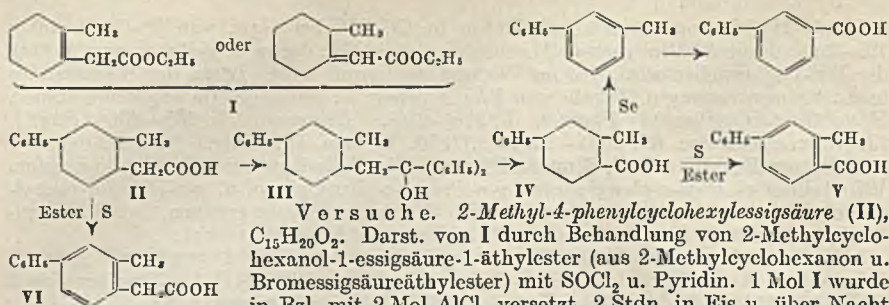 C₆H₅— —CH₃ C₆H₅— —COOH
—CH₃ oder —CH₃
—CH₂COOC₂H₅ =CH·COOC₂H₅
I
Se
C₆H₅— —CH₃ C₆H₅— —CH₃ C₆H₅— —CH₃ S C₆H₅— —CH₃
—CH₂COOH —CH₂—C—(C₆H₅)₂ —COOH Ester —COOH
II III OH IV V
Ester S
C₆H₅— —CH₃
—CH₂COOH
VI
Versuche. 2-Methyl-4-phenylcyclohexylessigsäure (II),
C₁₅H₂₀O₂. Darst. von I durch Behandlung von 2-Methylcyclo-
hexanol-1-essigsäure-1-äthylester (aus 2-Methylcyclohexanon u.
Bromessigsäureäthylester) mit SOCl₂ u. Pyridin. 1 Mol I wurde
in Bzl. mit 2 Mol AlCl₃ versetzt, 2 Stdn. in Eis u. über Nacht